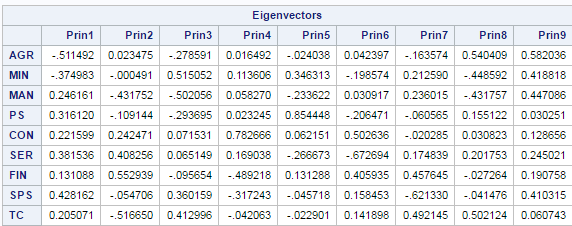 Eigenvectors
Prin1 Prin2 Prin3 Prin4 Prin5 Prin6 Prin7 Prin8 Prin9
AGR -.511492 0.023475 -.278591 0.016492 -.024038 0.042397 -.163574 0.540409 0.582036
MIN -.374983 -.000491 0.515052 0.113606 0.346313 -.198574 0.212590 -.448592 0.418818
MAN 0.246161 -.431752 -.502056 0.058270 -.233622 0.030917 0.236015 -.431757 0.447086
PS 0.316120 -.109144 -.293695 0.023245 0.854448 -.206471 -.060565 0.155122 0.030251
CON 0.221599 0.242471 0.071531 0.782666 0.062151 0.502636 -.020285 0.030823 0.128656
SER 0.381536 0.408256 0.065149 0.169038 -.266673 -.672694 0.174839 0.201753 0.245021
FIN 0.131088 0.552939 -.095654 -.489218 0.131288 0.405935 0.457645 -.027264 0.190758
SPS 0.428162 -.054706 0.360159 -.317243 -.045718 0.158453 -.621330 -.041476 0.410315
TC 0.205071 -.516650 0.412996 -.042063 -.022901 0.141898 0.492145 0.502124 0.060743